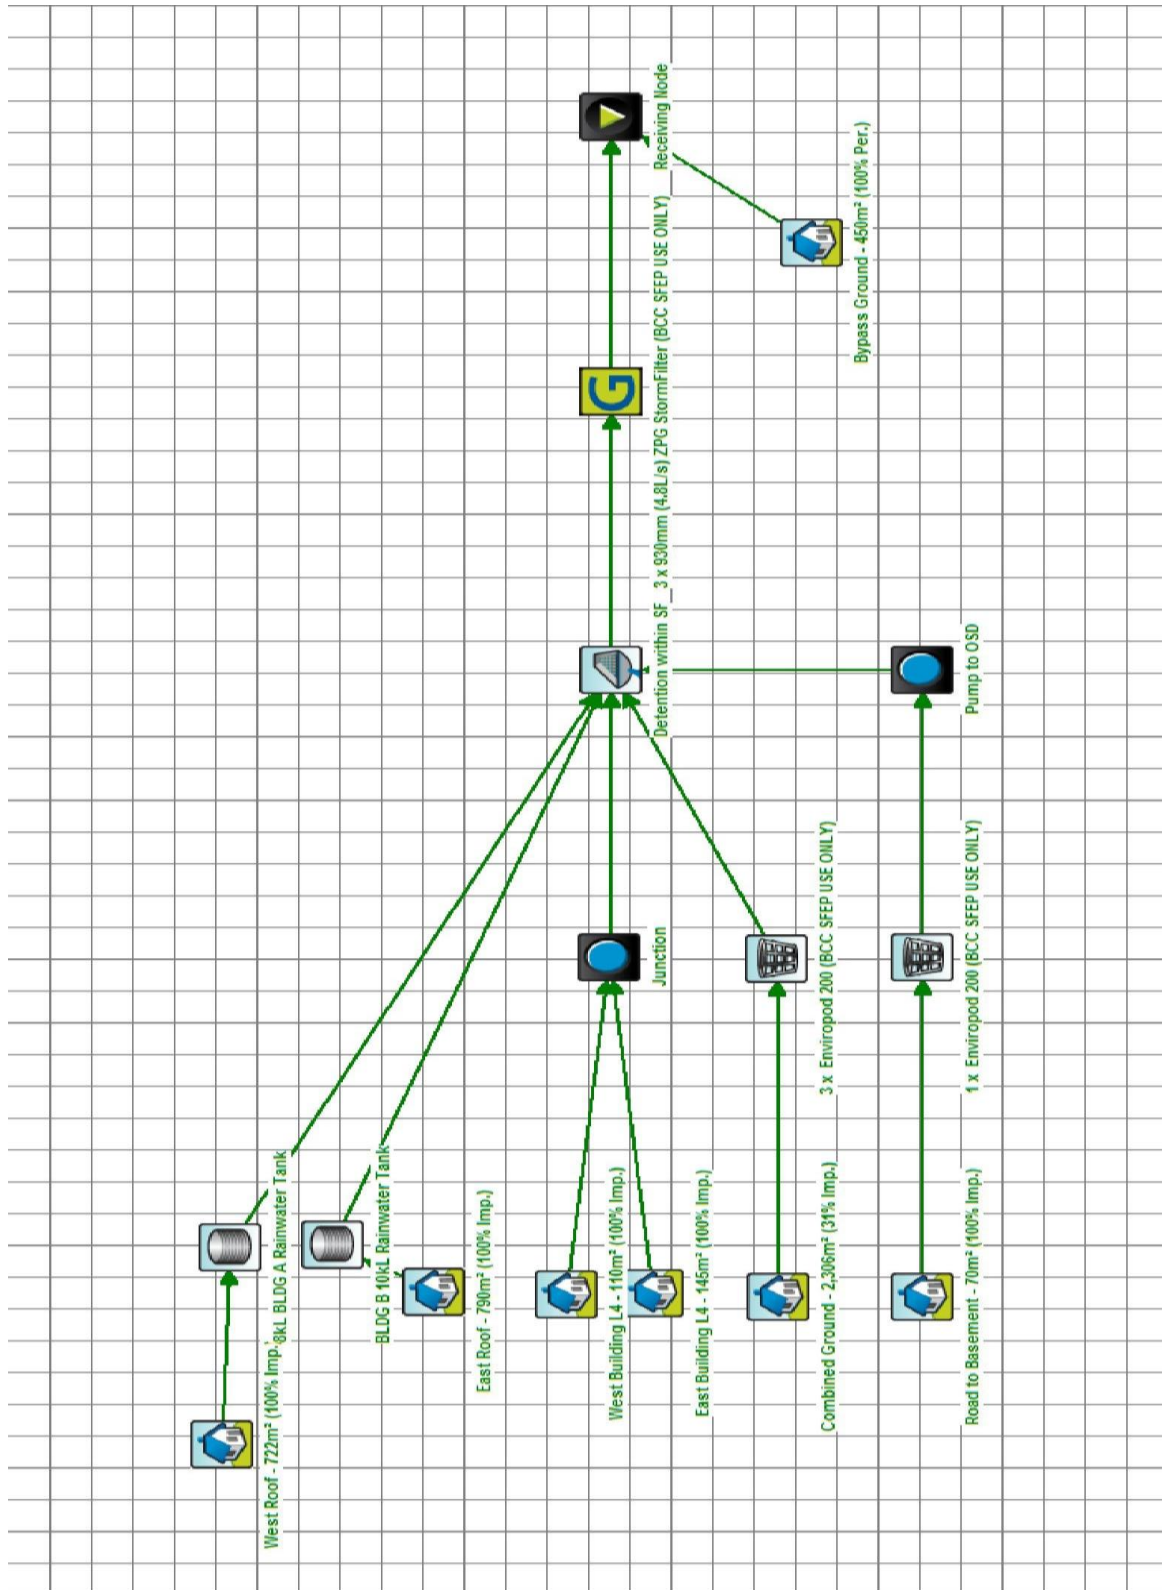 West Roof - 722m² (100% Imp.)
8kL BLDG A Rainwater Tank
BLDG B 10kL Rainwater Tank
East Roof - 790m² (100% Imp.)
West Building L4 - 110m² (100% Imp.)
Junction
Detention within SF
3 x 930mm (4.8L/s) ZPG StormFilter (BCC SFEP USE ONLY)
G
Receiving Node
East Building L4 - 145m² (100% Imp.)
Combined Ground - 2,306m² (31% Imp.)
3 x Enviropod 200 (BCC SFEP USE ONLY)
Bypass Ground - 450m² (100% Per.)
Road to Basement - 70m² (100% Imp.)
1 x Enviropod 200 (BCC SFEP USE ONLY)
Pump to OSD